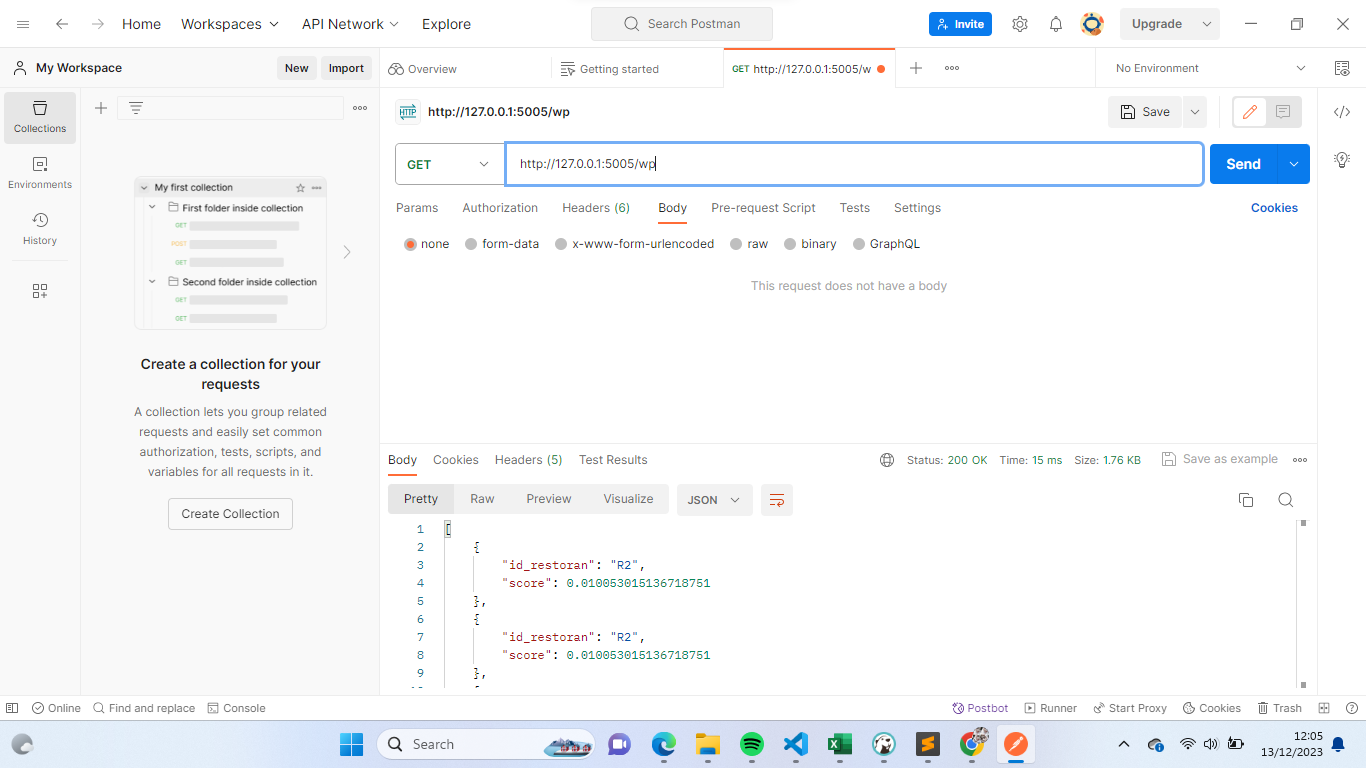 Home Workspaces API Network Explore
Search Postman
Invite
Upgrade
My Workspace
New Import
Overview
Getting started
GET http://127.0.0.1:5005/w
No Environment
Collections
Environments
History
My first collection
First folder inside collection
GET
POST
GET
Second folder inside collection
GET
GET
Create a collection for your
requests
A collection lets you group related
requests and easily set common
authorization, tests, scripts, and
variables for all requests in it.
Create Collection
HTTP http://127.0.0.1:5005/wp
Save
GET http://127.0.0.1:5005/wp
Send
Params Authorization Headers (6) Body Pre-request Script Tests Settings Cookies
none form-data x-www-form-urlencoded raw binary GraphQL
This request does not have a body
Body Cookies Headers (5) Test Results Status: 200 OK Time: 15 ms Size: 1.76 KB Save as example
Pretty Raw Preview Visualize JSON
1 [
2 {
3 "id_restoran": "R2",
4 "score": 0.010053015136718751
5 },
6 {
7 "id_restoran": "R2",
8 "score": 0.010053015136718751
9 },
Online Find and replace Console Postbot Runner Start Proxy Cookies Trash
Search
12:05
13/12/2023